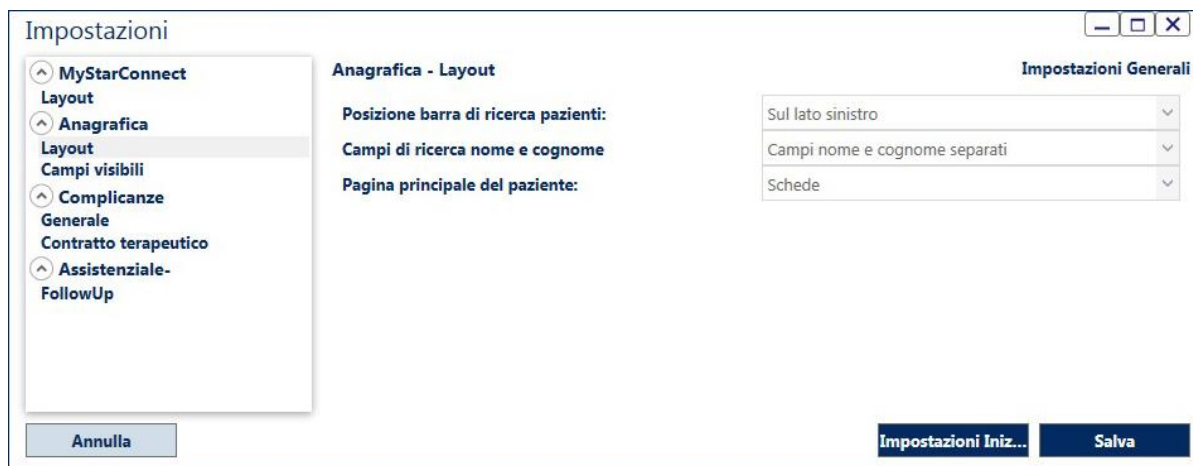 Impostazioni
MyStarConnect
Layout
Anagrafica
Layout
Campi visibili
Complicanze
Generale
Contratto terapeutico
Assistenziale-
FollowUp
Anagrafica - Layout
Impostazioni Generali
Posizione barra di ricerca pazienti:
Sul lato sinistro
Campi di ricerca nome e cognome
Campi nome e cognome separati
Pagina principale del paziente:
Schede
Annulla
Impostazioni Iniz...
Salva